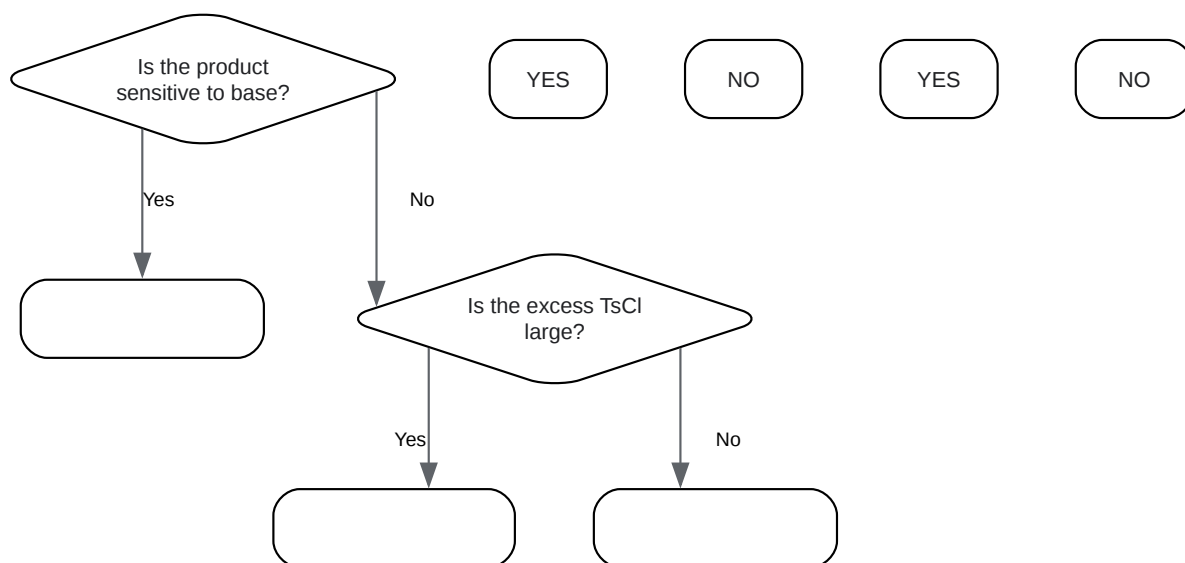 Is the product
sensitive to base?
YES
NO
YES
NO
Yes
No
Is the excess TsCl
large?
Yes
No